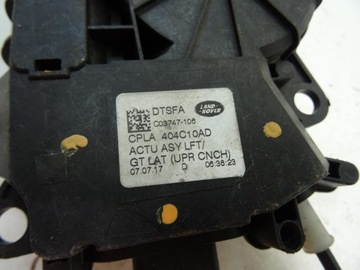 DTSFA
LAND-
ROVER
C03747-106
CPLA 404C10AD
ACTU ASY LFT/
GT LAT (UPR CNCH)
07.07.17 D 06:38:23